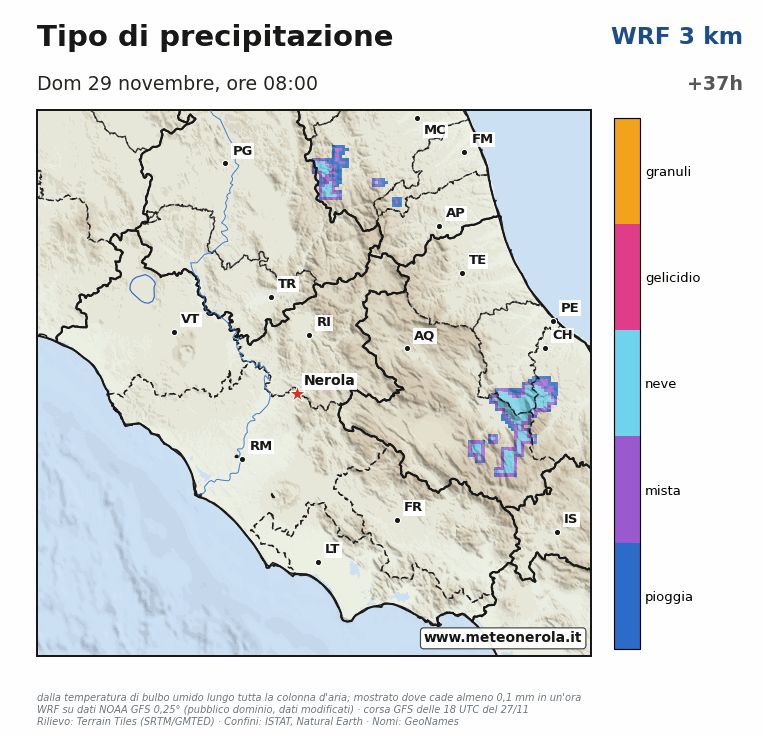 Tipo di precipitazione
WRF 3 km
Dom 29 novembre, ore 08:00
+37h
MC
FM
PG
AP
TE
TR
PE
VT
RI
AQ
CH
Nerola
RM
FR
IS
LT
www.meteonerola.it
granuli
gelicidio
neve
mista
pioggia
dalla temperatura di bulbo umido lungo tutta la colonna d'aria; mostrato dove cade almeno 0,1 mm in un'ora
WRF su dati NOAA GFS 0,25° (pubblico dominio, dati modificati) · corsa GFS delle 18 UTC del 27/11
Rilievo: Terrain Tiles (SRTM/GMTED) · Confini: ISTAT, Natural Earth · Nomi: GeoNames